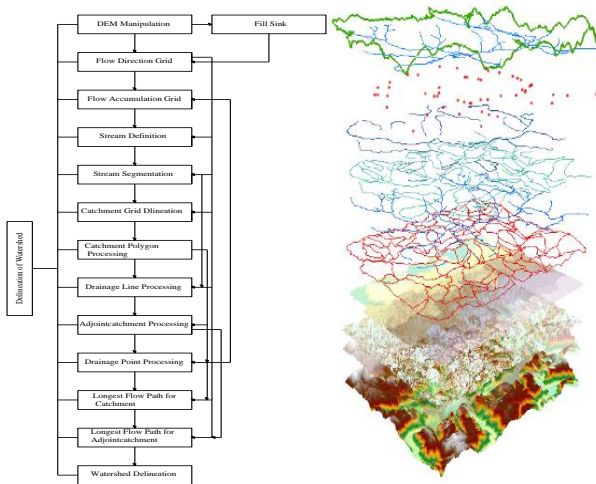 DEM Manipulation
Fill Sink
Flow Direction Grid
Flow Accumulation Grid
Stream Definition
Stream Segmentation
Catchment Grid Dlineation
Catchment Polygon
Processing
Delineation of Watershed
Drainage Line Processing
Adjointcatchment Processing
Drainage Point Processing
Longest Flow Path for
Catchment
Longest Flow Path for
Adjointcatchment
Watershed Delineation